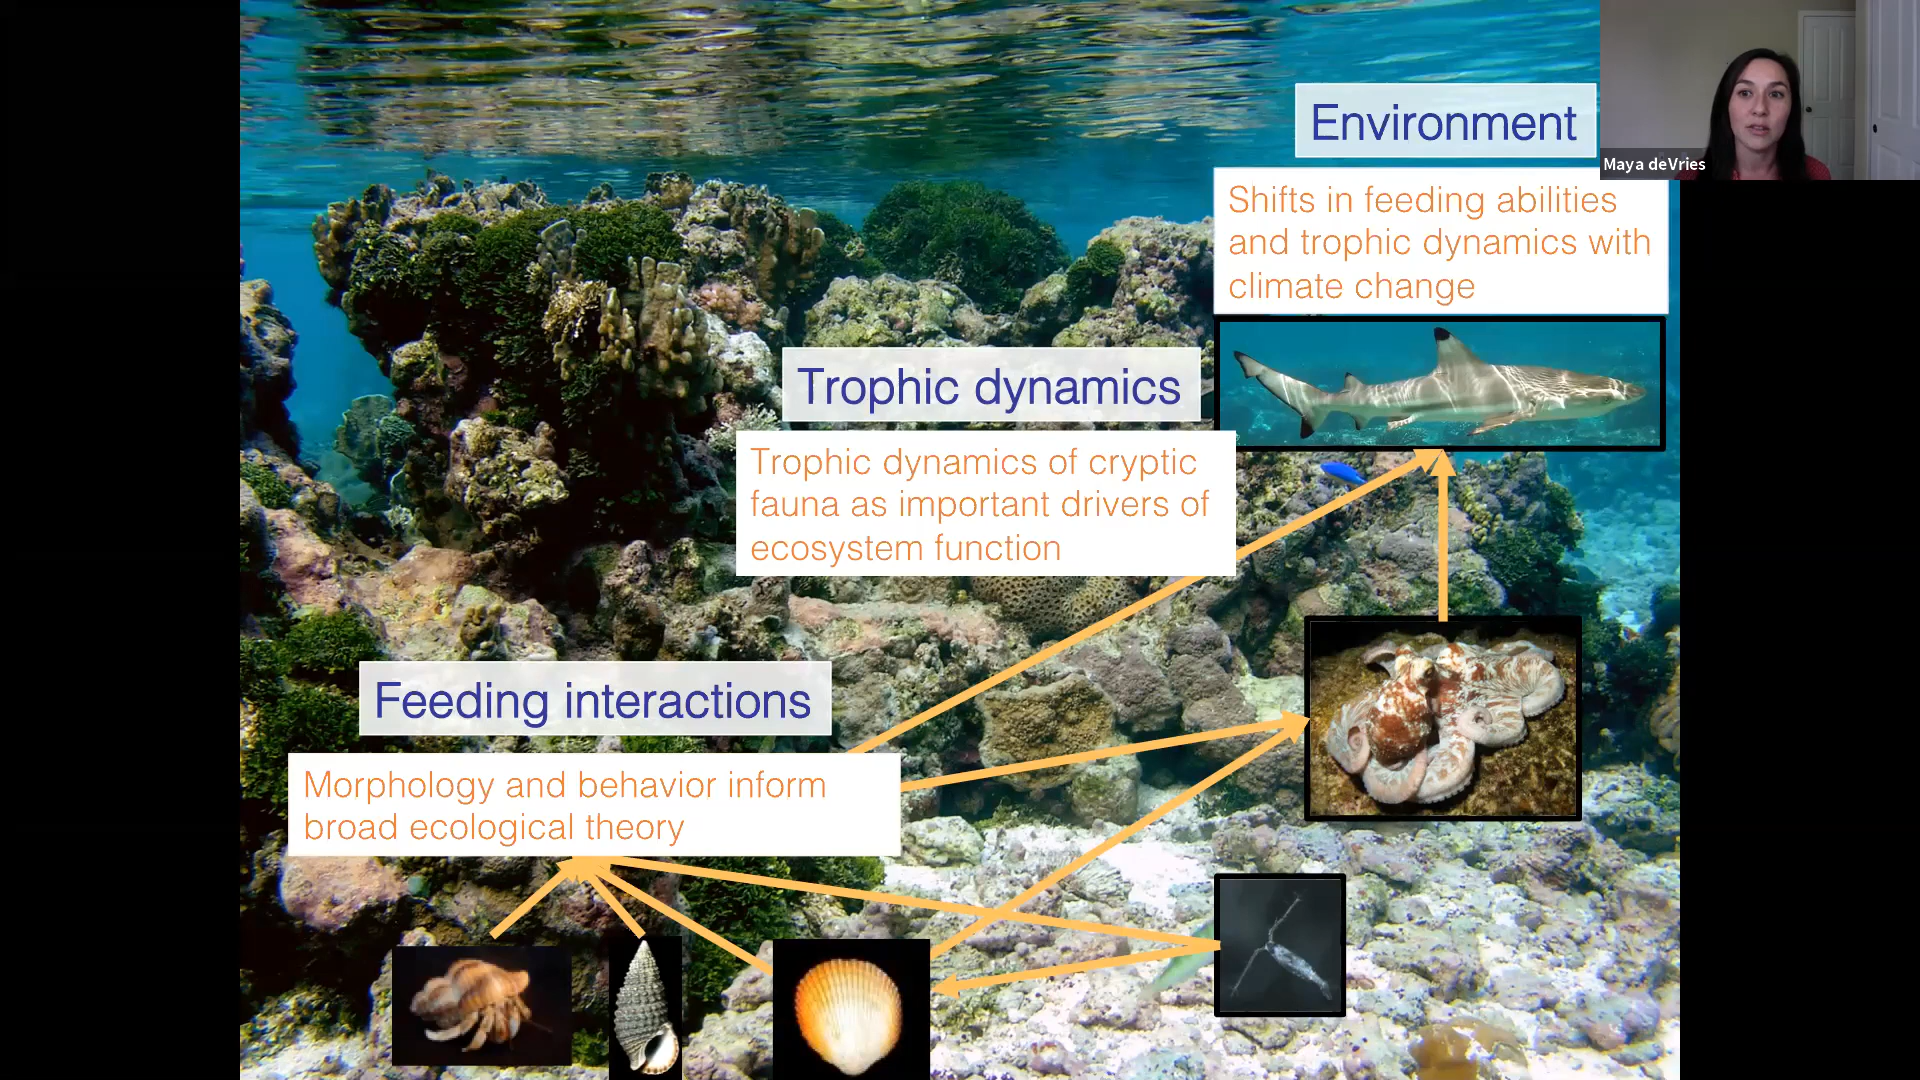 Environment
Maya deVries
Shifts in feeding abilities
and trophic dynamics with
climate change
Trophic dynamics
Trophic dynamics of cryptic
fauna as important drivers of
ecosystem function
Feeding interactions
Morphology and behavior inform
broad ecological theory